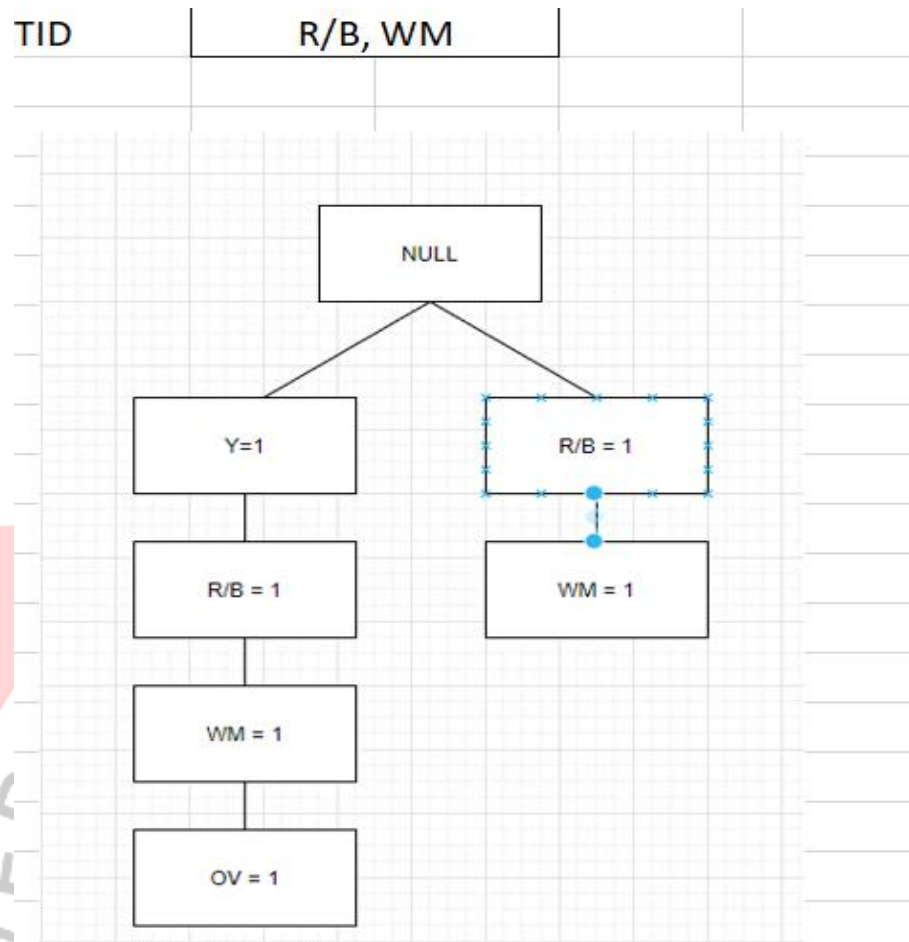 TID R/B, WM
NULL
Y=1 R/B = 1
R/B = 1 WM = 1
WM = 1
OV = 1